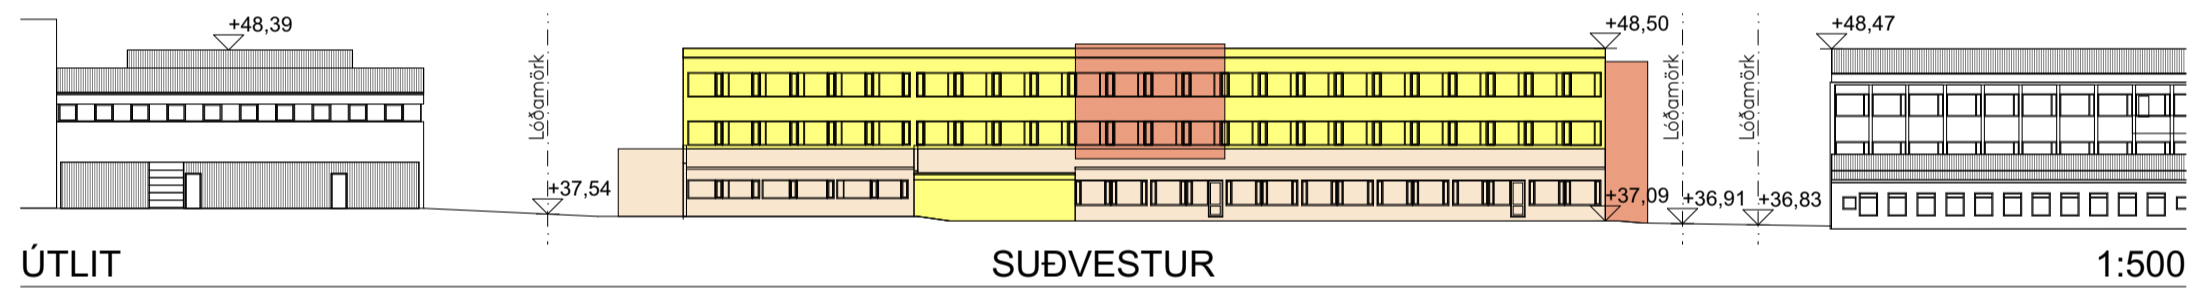 +48,39
Lóðamörk
+37,54
+48,50
+37,09
Lóðamörk
+36,91
Lóðamörk
+36,83
+48,47
ÚTLIT
SUÐVESTUR
1:500